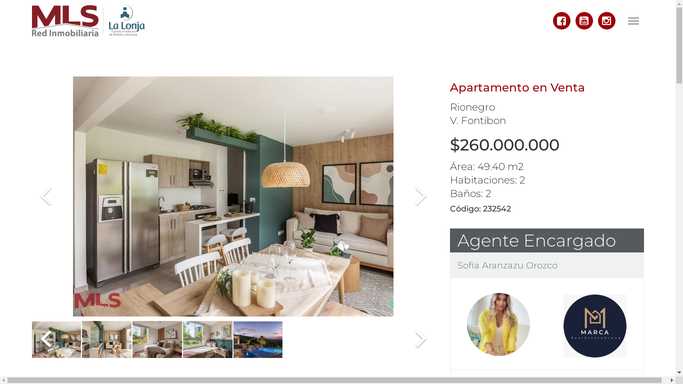 MLS
Red Inmobiliaria
La Lonja
Apartamento en Venta
Rionegro
V. Fontibon
$260.000.000
Área: 49.40 m2
Habitaciones: 2
Baños: 2
Código: 232542
MLS
Agente Encargado
Sofia Aranzazu Orozco
MARCA